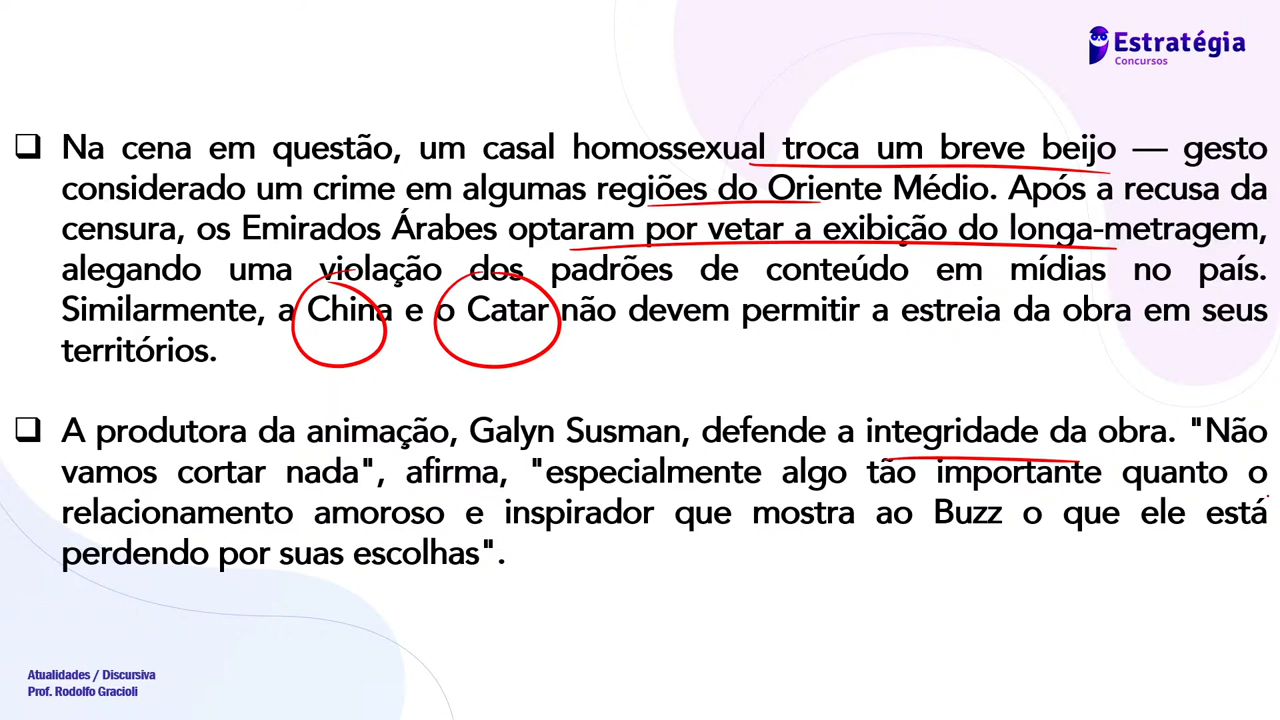 Estratégia
Concursos
Na cena em questão, um casal homossexual troca um breve beijo — gesto
considerado um crime em algumas regiões do Oriente Médio. Após a recusa da
censura, os Emirados Árabes optaram por vetar a exibição do longa-metragem,
alegando uma violação dos padrões de conteúdo em mídias no país.
Similarmente, a China e o Catar não devem permitir a estreia da obra em seus
territórios.
A produtora da animação, Galyn Susman, defende a integridade da obra. "Não
vamos cortar nada", afirma, "especialmente algo tão importante quanto o
relacionamento amoroso e inspirador que mostra ao Buzz o que ele está
perdendo por suas escolhas".
Atualidades / Discursiva
Prof. Rodolfo Gracioli